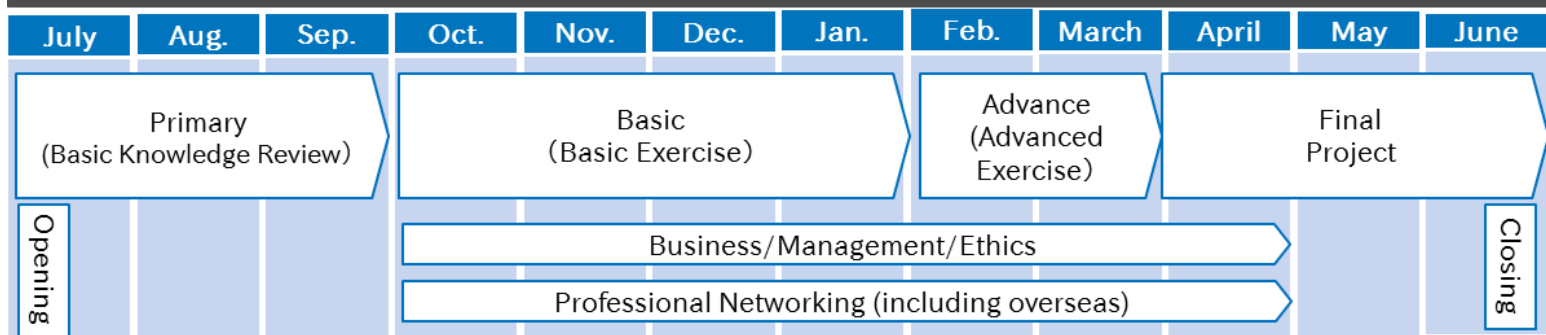 July
Aug.
Sep.
Oct.
Nov.
Dec.
Jan.
Feb.
March
April
May
June
Primary
(Basic Knowledge Review)
Basic
(Basic Exercise)
Advance
(Advanced
Exercise)
Final
Project
Opening
Business/Management/Ethics
Professional Networking (including overseas)
Closing